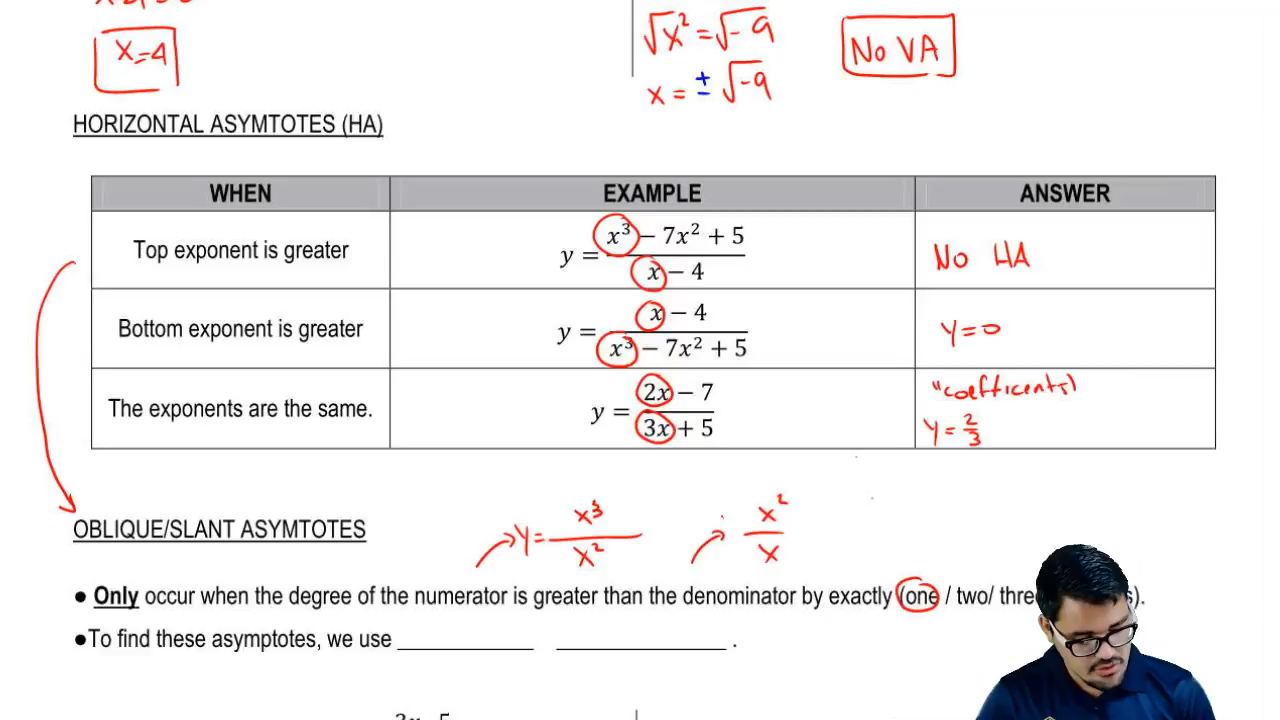 x=4
√x² = √-9
x = ± √-9
No VA
HORIZONTAL ASYMTOTES (HA)
WHEN EXAMPLE ANSWER
Top exponent is greater y = (x³ − 7x² + 5)/(x − 4) No HA
Bottom exponent is greater y = (x − 4)/(x³ − 7x² + 5) y=0
The exponents are the same. y = (2x − 7)/(3x + 5) "coefficents) y = 2/3
OBLIQUE/SLANT ASYMTOTES y = x³/x² x²/x
● Only occur when the degree of the numerator is greater than the denominator by exactly (one / two/ three
●To find these asymptotes, we use ____________ _______________ .